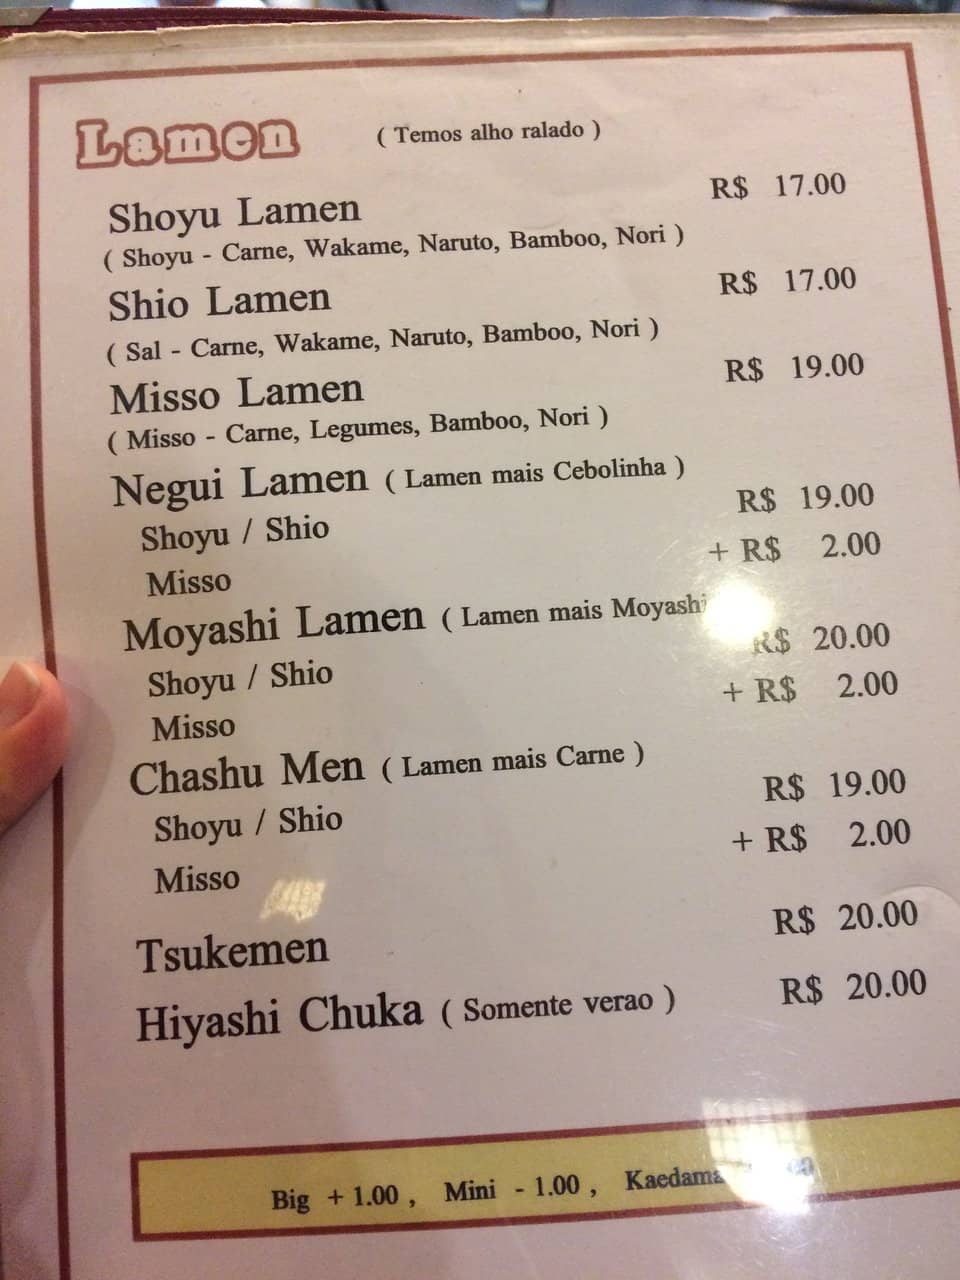 Lamen ( Temos alho ralado )
Shoyu Lamen R$ 17.00
( Shoyu - Carne, Wakame, Naruto, Bamboo, Nori )
Shio Lamen R$ 17.00
( Sal - Carne, Wakame, Naruto, Bamboo, Nori )
Misso Lamen R$ 19.00
( Misso - Carne, Legumes, Bamboo, Nori )
Negui Lamen ( Lamen mais Cebolinha )
Shoyu / Shio R$ 19.00
Misso + R$ 2.00
Moyashi Lamen ( Lamen mais Moyashi
Shoyu / Shio R$ 20.00
Misso + R$ 2.00
Chashu Men ( Lamen mais Carne )
Shoyu / Shio R$ 19.00
Misso + R$ 2.00
Tsukemen R$ 20.00
Hiyashi Chuka ( Somente verao ) R$ 20.00
Big + 1.00 , Mini - 1.00 , Kaedama